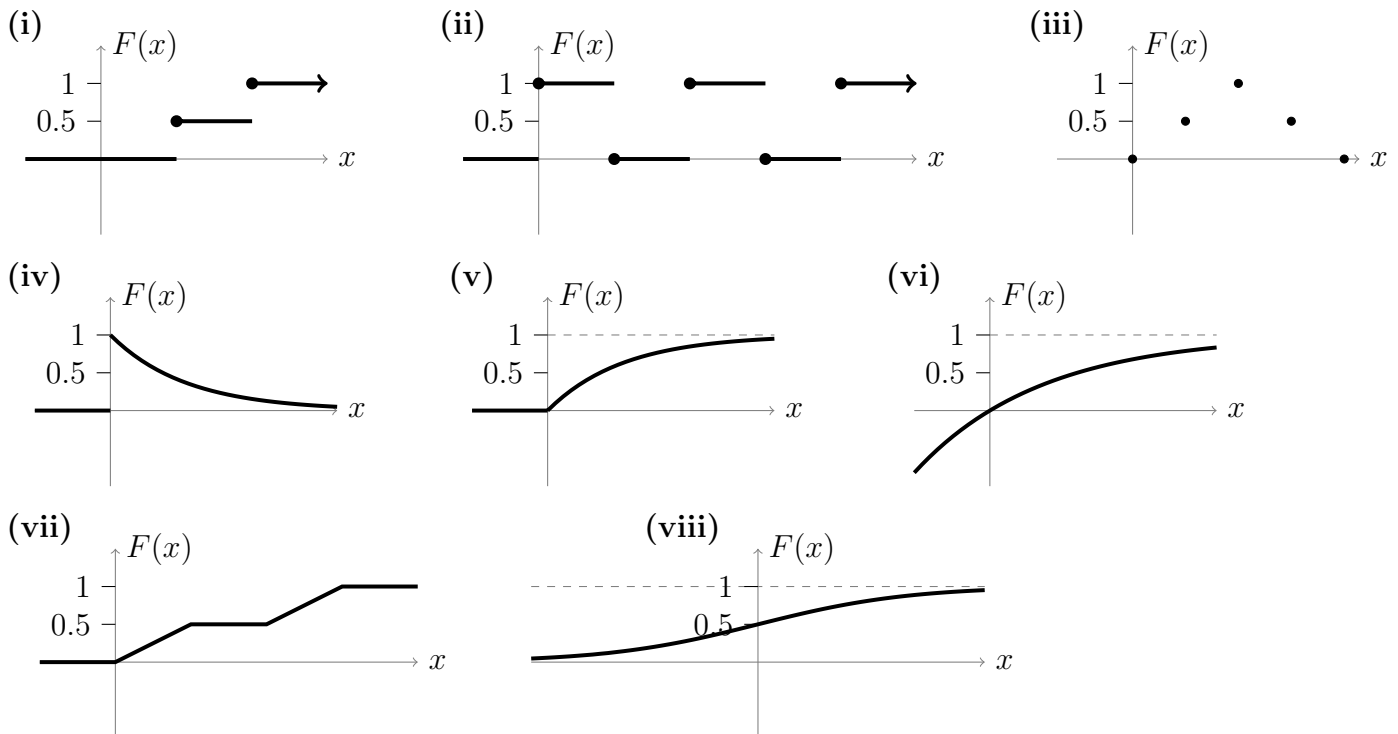 (i) (ii) (iii)
F(x) F(x) F(x)
1 1 1
0.5 0.5 0.5
x x x
(iv) (v) (vi)
F(x) F(x) F(x)
1 1 1
0.5 0.5 0.5
x x x
(vii) (viii)
F(x) F(x)
1 1
0.5 0.5
x x